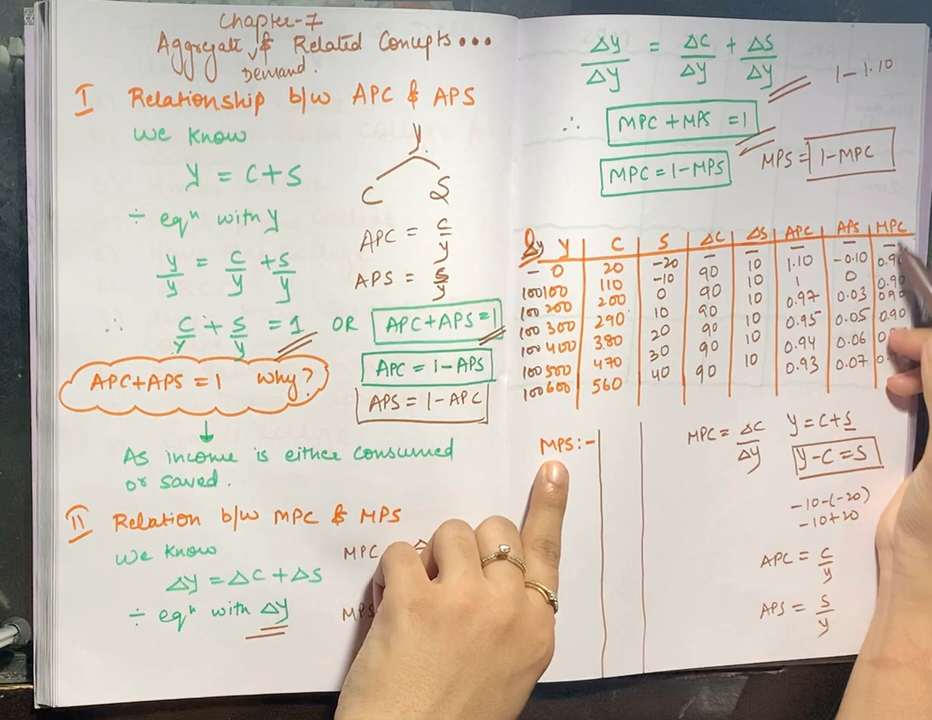 Chapter-7
Aggregate & Related Concepts...
Demand.
I Relationship b/w APC & APS
We know
Y = C+S
÷ eqⁿ with Y
Y/Y = C/Y + S/Y
∴ C/Y + S/Y = 1 OR APC+APS=1
APC = 1-APS
APS = 1-APC
Y
C S
APC = C/Y
APS = S/Y
APC+APS=1 Why?
↓
As income is either consumed
or saved.
II Relation b/w MPC & MPS
We know
ΔY = ΔC + ΔS
÷ eqⁿ with ΔY
MPC
MPS
ΔY/ΔY = ΔC/ΔY + ΔS/ΔY
1-1.10
∴ MPC+MPS =1
MPC = 1-MPS
MPS= 1-MPC
ΔY Y C S ΔC ΔS APC APS MPC
- 0 20 -20 - - - - -
100 100 110 -10 90 10 1.10 -0.10 0.90
100 200 200 0 90 10 1 0 0.90
100 300 290 10 90 10 0.97 0.03 0.90
100 400 380 20 90 10 0.95 0.05 0.90
100 500 470 30 90 10 0.94 0.06 0
100 600 560 40 90 10 0.93 0.07 0
MPS:-
MPC = ΔC/ΔY
Y=C+S
Y-C=S
-10-(-20)
-10+20
APC = C/Y
APS = S/Y